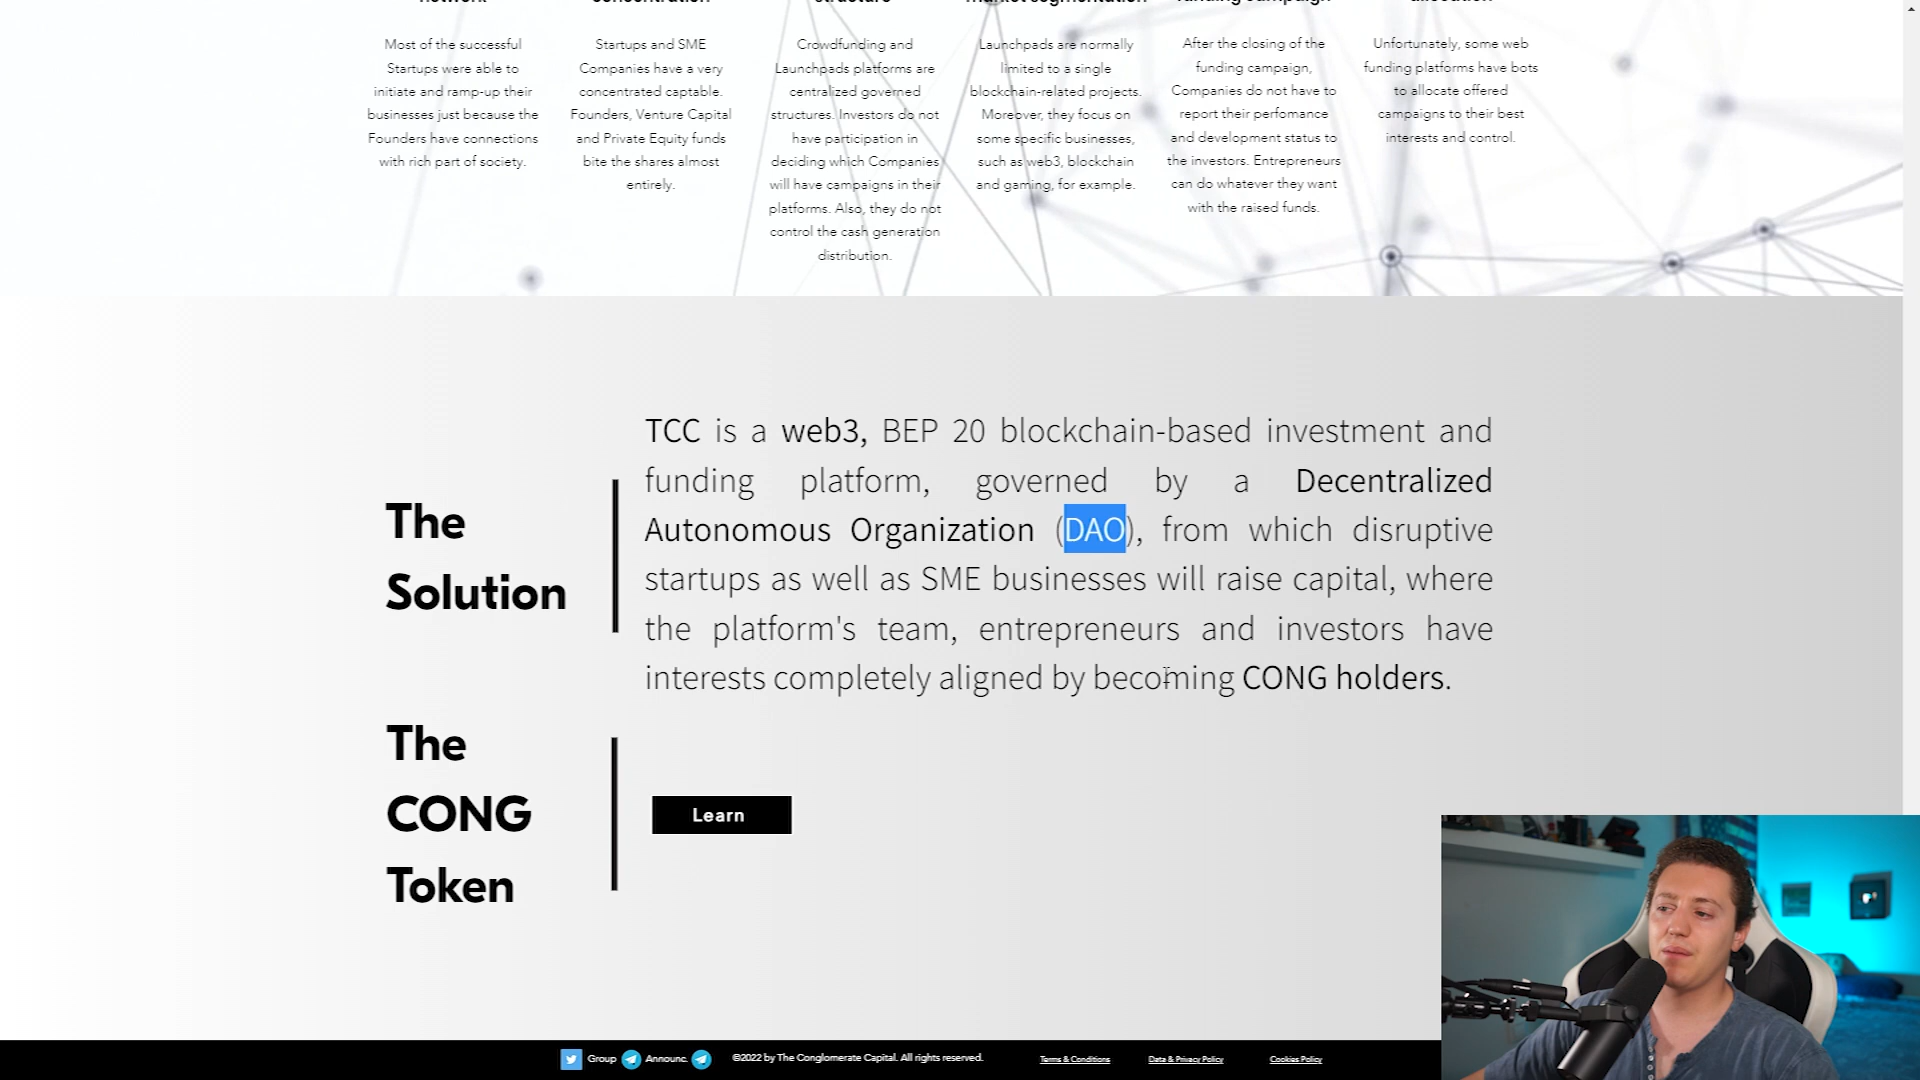 network
concentration
structure
market segmentation
funding campaign
allocation
Most of the successful
Startups were able to
initiate and ramp-up their
businesses just because the
Founders have connections
with rich part of society.
Startups and SME
Companies have a very
concentrated captable.
Founders, Venture Capital
and Private Equity funds
bite the shares almost
entirely.
Crowdfunding and
Launchpads platforms are
centralized governed
structures. Investors do not
have participation in
deciding which Companies
will have campaigns in their
platforms. Also, they do not
control the cash generation
distribution.
Launchpads are normally
limited to a single
blockchain-related projects.
Moreover, they focus on
some specific businesses,
such as web3, blockchain
and gaming, for example.
After the closing of the
funding campaign,
Companies do not have to
report their perfomance
and development status to
the investors. Entrepreneurs
can do whatever they want
with the raised funds.
Unfortunately, some web
funding platforms have bots
to allocate offered
campaigns to their best
interests and control.
The
Solution
TCC is a web3, BEP 20 blockchain-based investment and
funding platform, governed by a Decentralized
Autonomous Organization (DAO), from which disruptive
startups as well as SME businesses will raise capital, where
the platform's team, entrepreneurs and investors have
interests completely aligned by becoming CONG holders.
The
CONG
Token
Learn
Group
Announc.
©2022 by The Conglomerate Capital. All rights reserved.
Terms & Conditions
Data & Privacy Policy
Cookies Policy